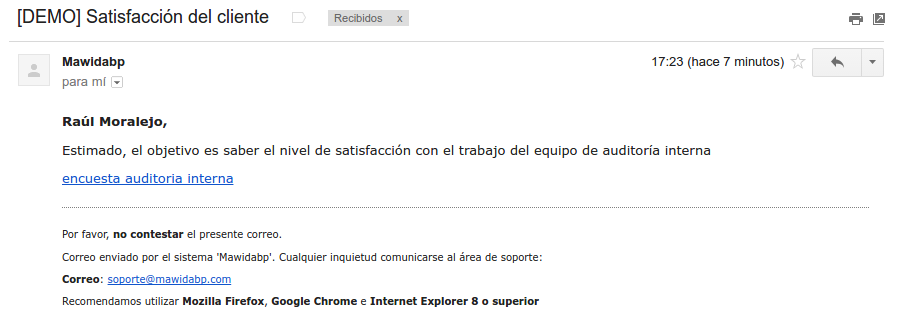 [DEMO] Satisfacción del cliente Recibidos x
Mawidabp 17:23 (hace 7 minutos)
para mí
Raúl Moralejo,
Estimado, el objetivo es saber el nivel de satisfacción con el trabajo del equipo de auditoría interna
encuesta auditoria interna
Por favor, no contestar el presente correo.
Correo enviado por el sistema 'Mawidabp'. Cualquier inquietud comunicarse al área de soporte:
Correo: soporte@mawidabp.com
Recomendamos utilizar Mozilla Firefox, Google Chrome e Internet Explorer 8 o superior